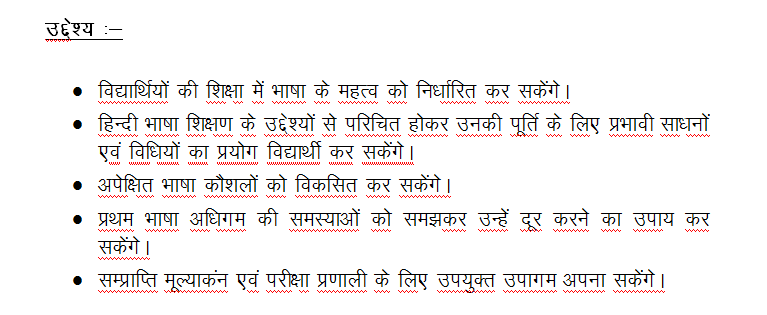 उद्देश्य :–
• विद्यार्थियों की शिक्षा में भाषा के महत्व को निर्धारित कर सकेंगे।
• हिन्दी भाषा शिक्षण के उद्देश्यों से परिचित होकर उनकी पूर्ति के लिए प्रभावी साधनों
एवं विधियों का प्रयोग विद्यार्थी कर सकेंगे।
• अपेक्षित भाषा कौशलों को विकसित कर सकेंगे।
• प्रथम भाषा अधिगम की समस्याओं को समझकर उन्हें दूर करने का उपाय कर
सकेंगे।
• सम्प्राप्ति मूल्याकंन एवं परीक्षा प्रणाली के लिए उपयुक्त उपागम अपना सकेंगे।